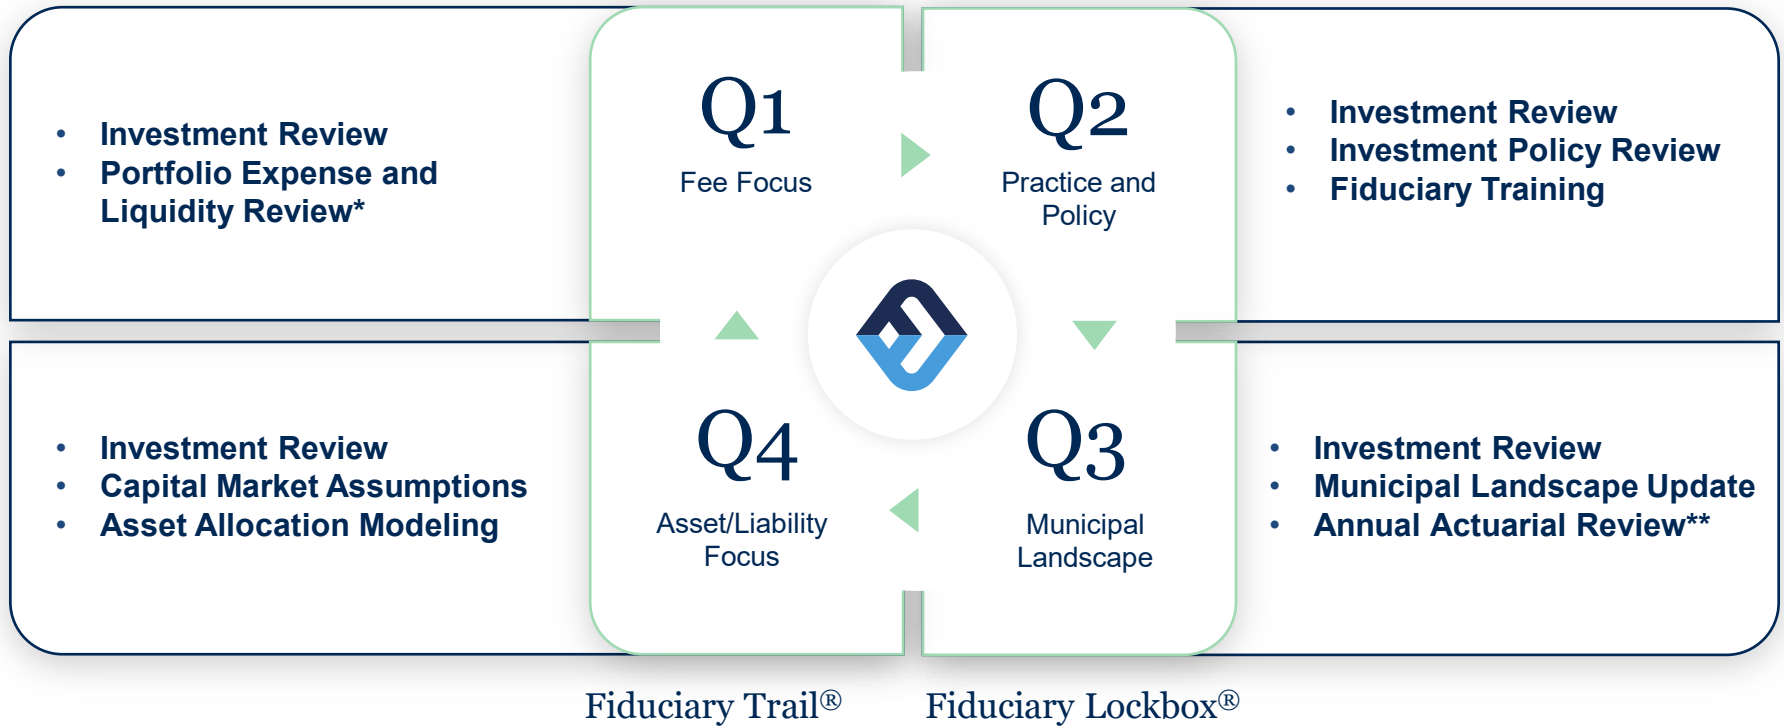 • Investment Review
• Portfolio Expense and
Liquidity Review*
Q1
Fee Focus
Q2
Practice and
Policy
• Investment Review
• Investment Policy Review
• Fiduciary Training
• Investment Review
• Capital Market Assumptions
• Asset Allocation Modeling
Q4
Asset/Liability
Focus
Q3
Municipal
Landscape
• Investment Review
• Municipal Landscape Update
• Annual Actuarial Review**
Fiduciary Trail®
Fiduciary Lockbox®